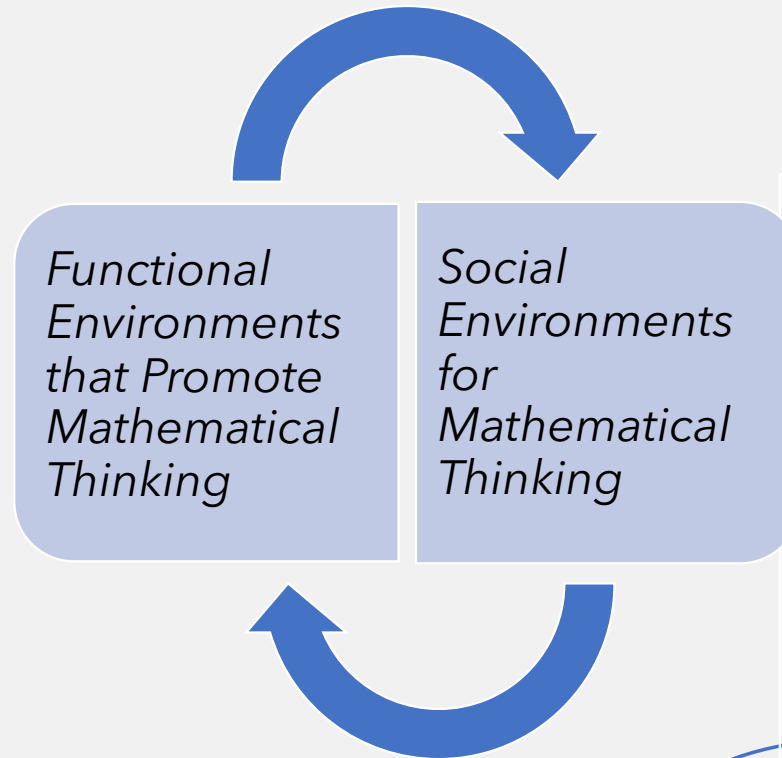 Functional
Environments
that Promote
Mathematical
Thinking
Social
Environments
for
Mathematical
Thinking